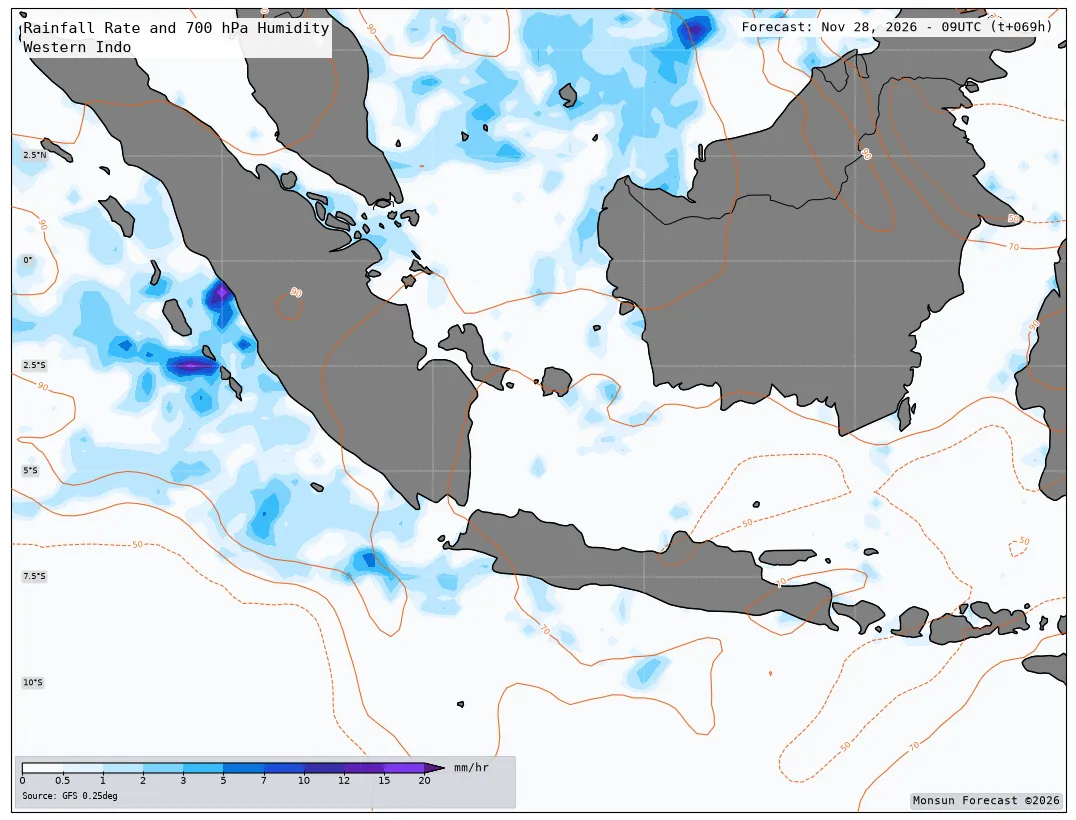 Rainfall Rate and 700 hPa Humidity
Western Indo
Forecast: Nov 28, 2026 - 09UTC (t+069h)
90
90
2.5°N
90
50
70
0°
90
90
2.5°S
90
5°S
50
50
50
7.5°S
70
70
10°S
50
70
mm/hr
0 0.5 1 2 3 5 7 10 12 15 20
Source: GFS 0.25deg
Monsun Forecast ©2026